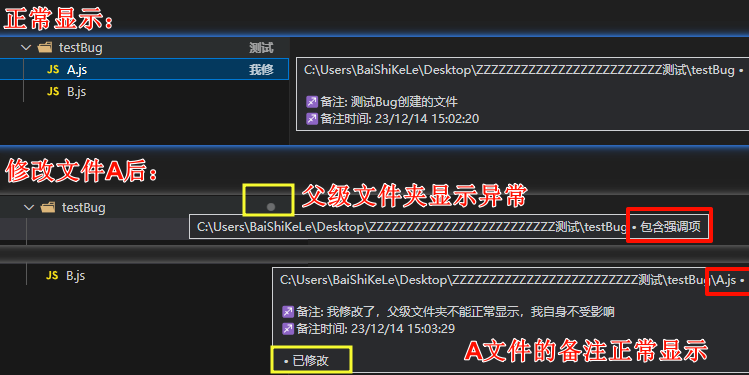 正常显示:
testBug 测试
JS A.js 我修
C:\Users\BaiShiKeLe\Desktop\ZZZZZZZZZZZZZZZZZZZZZZZZZ测试\testBug •
JS B.js
备注: 测试Bug创建的文件
备注时间: 23/12/14 15:02:20
修改文件A后:
父级文件夹显示异常
testBug
C:\Users\BaiShiKeLe\Desktop\ZZZZZZZZZZZZZZZZZZZZZZZZZ测试\testBug • 包含强调项
JS B.js
C:\Users\BaiShiKeLe\Desktop\ZZZZZZZZZZZZZZZZZZZZZZZZZ测试\testBug\A.js •
备注: 我修改了，父级文件夹不能正常显示，我自身不受影响
备注时间: 23/12/14 15:03:29
• 已修改
A文件的备注正常显示